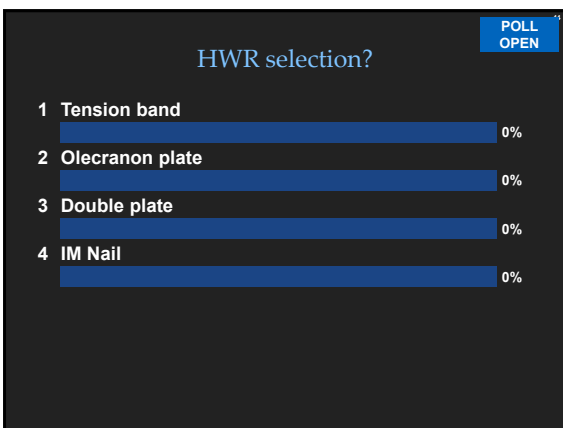 POLL
OPEN
HWR selection?
1 Tension band
0%
2 Olecranon plate
0%
3 Double plate
0%
4 IM Nail
0%